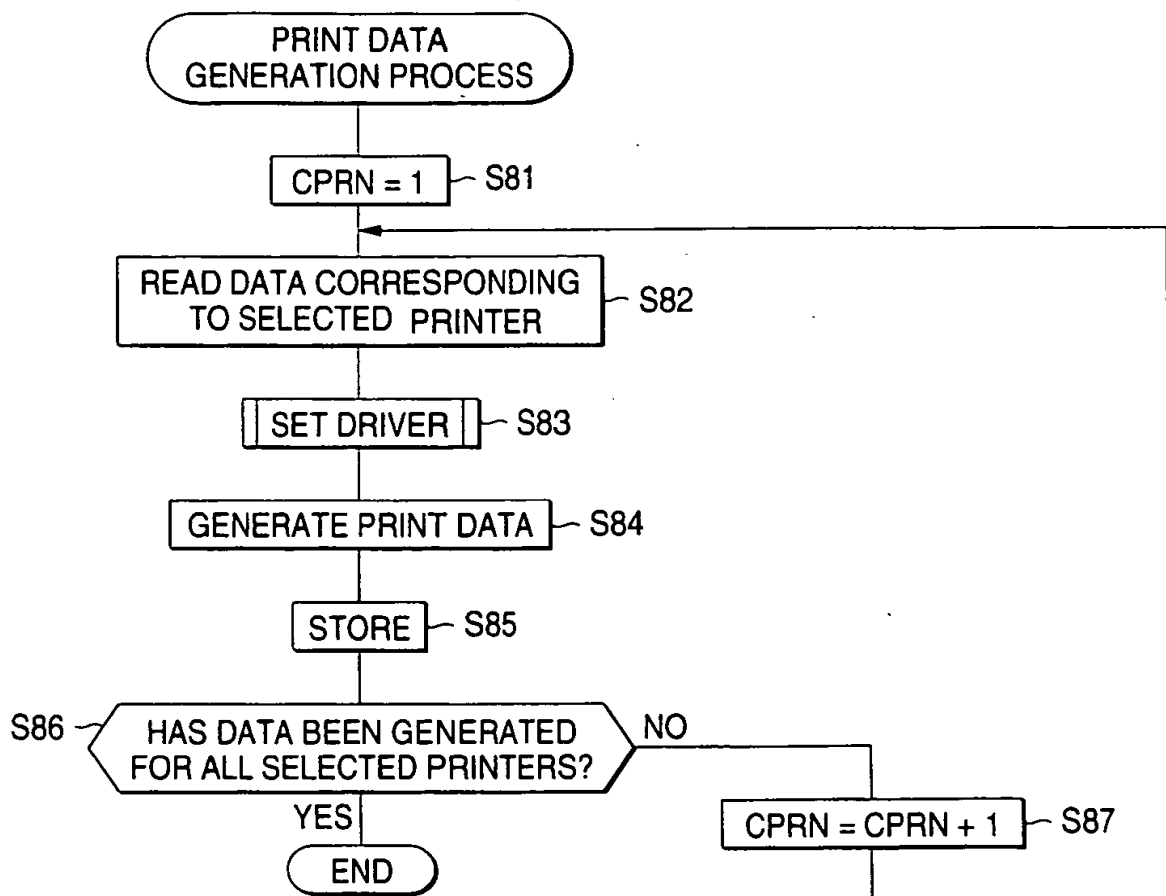 PRINT DATA
GENERATION PROCESS
CPRN = 1
S81
READ DATA CORRESPONDING
TO SELECTED PRINTER
S82
SET DRIVER
S83
GENERATE PRINT DATA
S84
STORE
S85
S86
HAS DATA BEEN GENERATED
FOR ALL SELECTED PRINTERS?
NO
YES
CPRN = CPRN + 1
S87
END